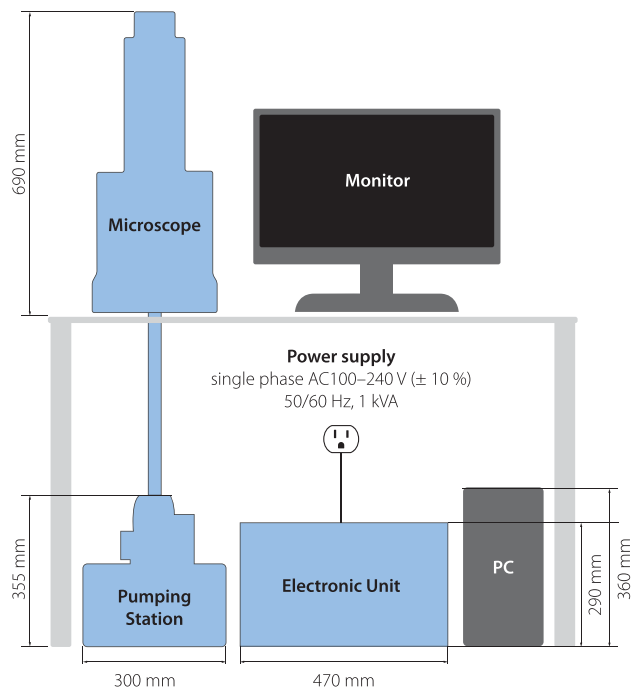 690 mm
Microscope
Monitor
Power supply
single phase AC100–240 V (± 10 %)
50/60 Hz, 1 kVA
355 mm
Pumping
Station
Electronic Unit
PC
290 mm
360 mm
300 mm
470 mm